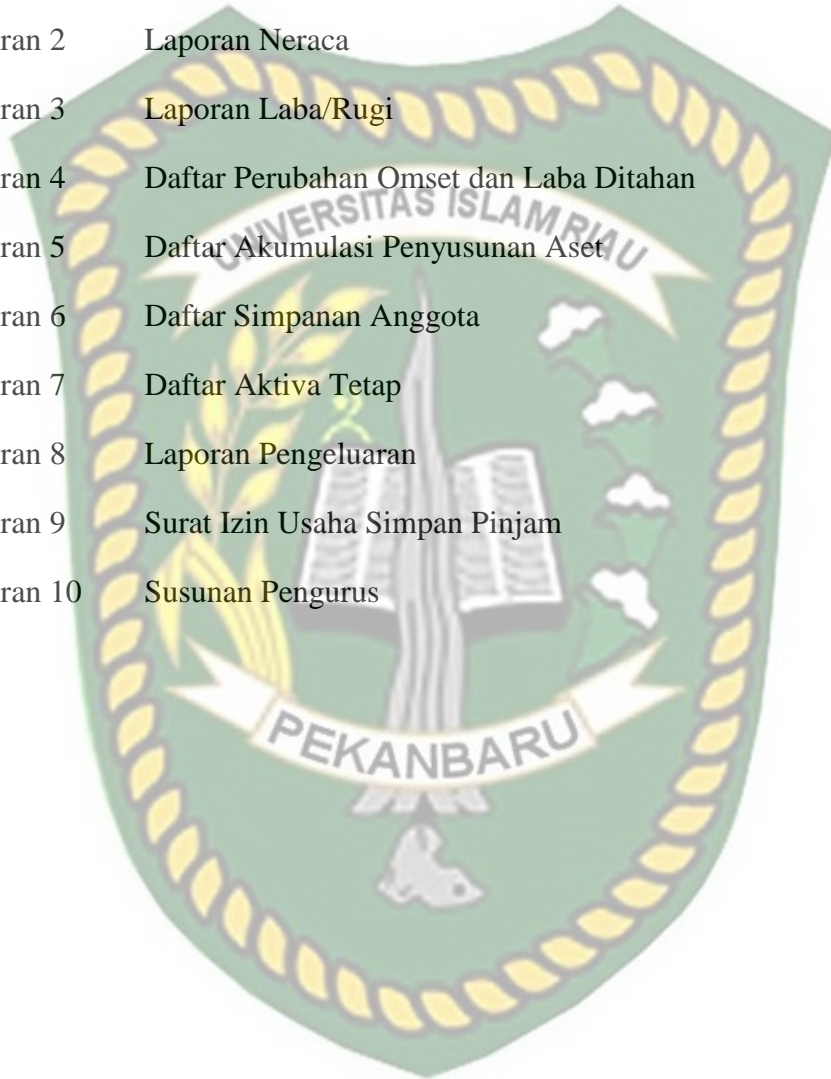 ran 2 Laporan Neraca
ran 3 Laporan Laba/Rugi
ran 4 Daftar Perubahan Omset dan Laba Ditahan
UNIVERSITAS ISLAM RIAU
ran 5 Daftar Akumulasi Penyusunan Aset
ran 6 Daftar Simpanan Anggota
ran 7 Daftar Aktiva Tetap
ran 8 Laporan Pengeluaran
ran 9 Surat Izin Usaha Simpan Pinjam
ran 10 Susunan Pengurus
PEKANBARU